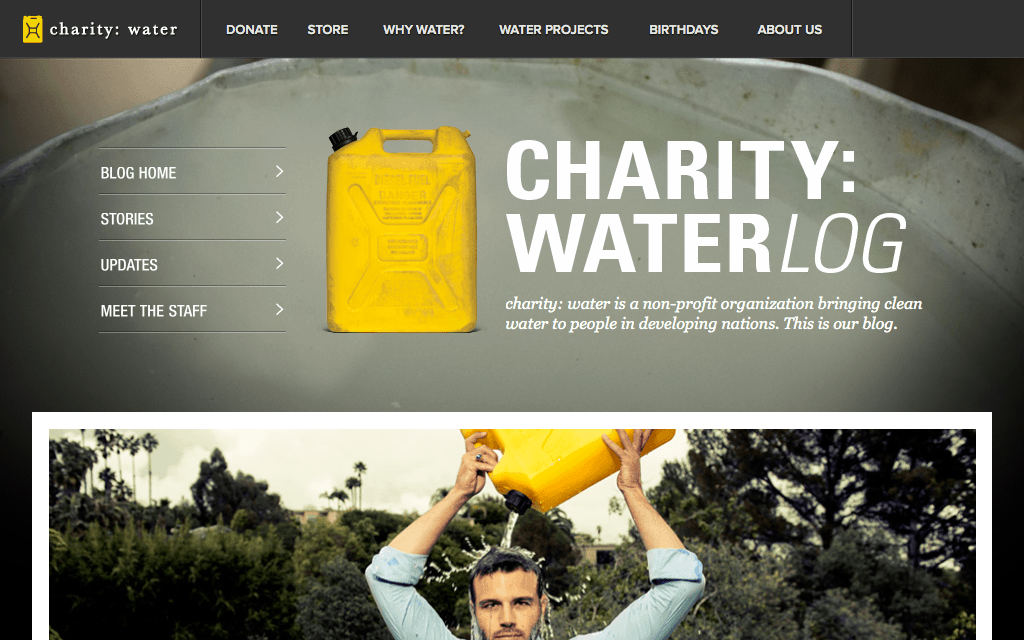 charity: water
DONATE
STORE
WHY WATER?
WATER PROJECTS
BIRTHDAYS
ABOUT US
BLOG HOME
STORIES
UPDATES
MEET THE STAFF
DIESEL FUEL
DANGER
CHARITY:
WATERLOG
charity: water is a non-profit organization bringing clean
water to people in developing nations. This is our blog.